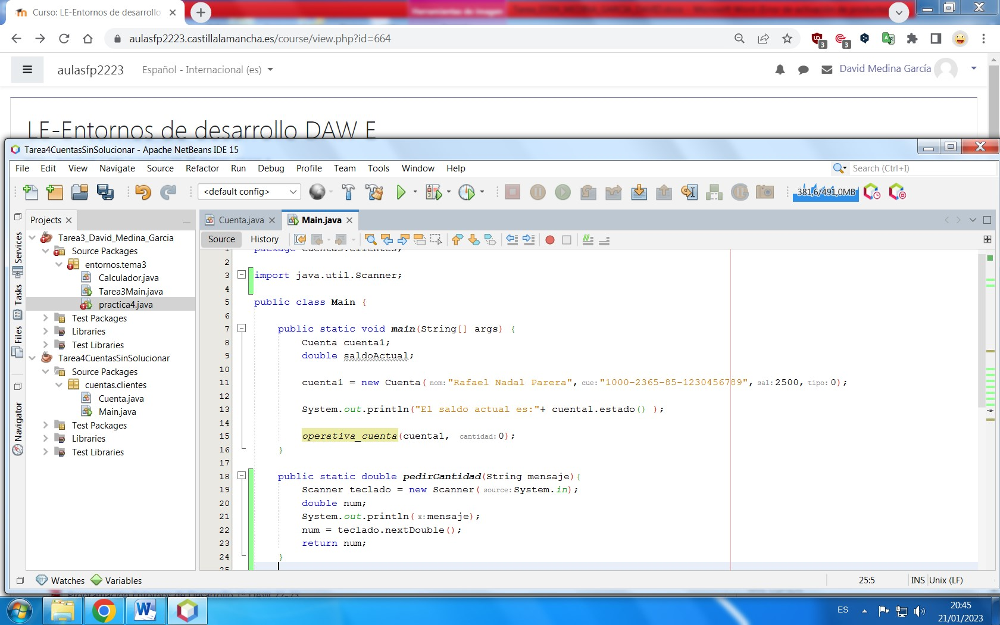 Curso: LE-Entornos de desarrollo
Herramientas de imagen
aulasfp2223.castillalamancha.es/course/view.php?id=664
3
3
aulasfp2223
Español - Internacional (es)
David Medina García
LE-Entornos de desarrollo DAW E
Tarea4CuentasSinSolucionar - Apache NetBeans IDE 15
File Edit View Navigate Source Refactor Run Debug Profile Team Tools Window Help
Search (Ctrl+I)
<default config>
381,6/491,0MB
Projects
Services
Tasks
Files
Navigator
Tarea3_David_Medina_Garcia
Source Packages
entornos.tema3
Calculador.java
Tarea3Main.java
practica4.java
Test Packages
Libraries
Test Libraries
Tarea4CuentasSinSolucionar
Source Packages
cuentas.clientes
Cuenta.java
Main.java
Test Packages
Libraries
Test Libraries
Cuenta.java
Main.java
Source
History
1 package cuentas.clientes;
2
3 import java.util.Scanner;
4
5 public class Main {
6
7 public static void main(String[] args) {
8 Cuenta cuenta1;
9 double saldoActual;
10
11 cuenta1 = new Cuenta( nom: "Rafael Nadal Parera", cue: "1000-2365-85-1230456789", sal: 2500, tipo: 0);
12
13 System.out.println("El saldo actual es:"+ cuenta1.estado() );
14
15 operativa_cuenta(cuenta1, cantidad: 0);
16 }
17
18 public static double pedirCantidad(String mensaje){
19 Scanner teclado = new Scanner( source: System.in);
20 double num;
21 System.out.println( x: mensaje);
22 num = teclado.nextDouble();
23 return num;
24 }
25
Watches
Variables
25:5
INS
Unix (LF)
ES
20:45
21/01/2023